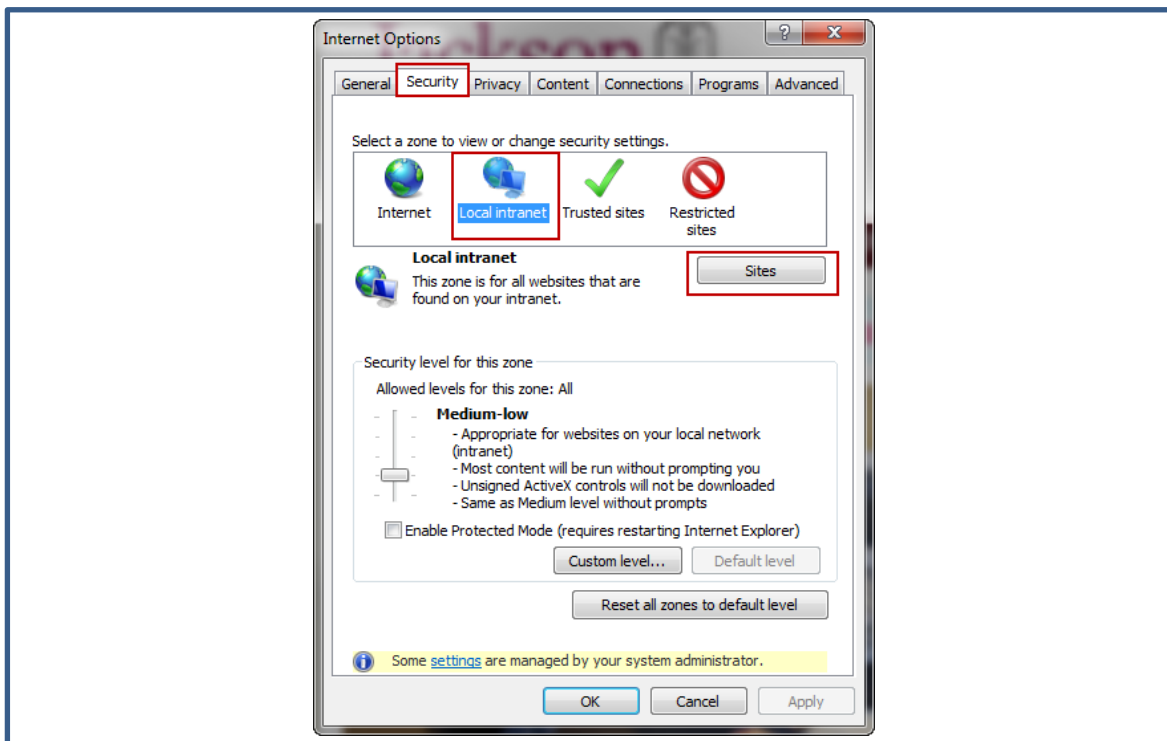 Internet Options
General Security Privacy Content Connections Programs Advanced
Select a zone to view or change security settings.
Internet Local intranet Trusted sites Restricted
sites
Local intranet
Sites
This zone is for all websites that are
found on your intranet.
Security level for this zone
Allowed levels for this zone: All
Medium-low
- Appropriate for websites on your local network
(intranet)
- Most content will be run without prompting you
- Unsigned ActiveX controls will not be downloaded
- Same as Medium level without prompts
Enable Protected Mode (requires restarting Internet Explorer)
Custom level... Default level
Reset all zones to default level
Some settings are managed by your system administrator.
OK Cancel Apply